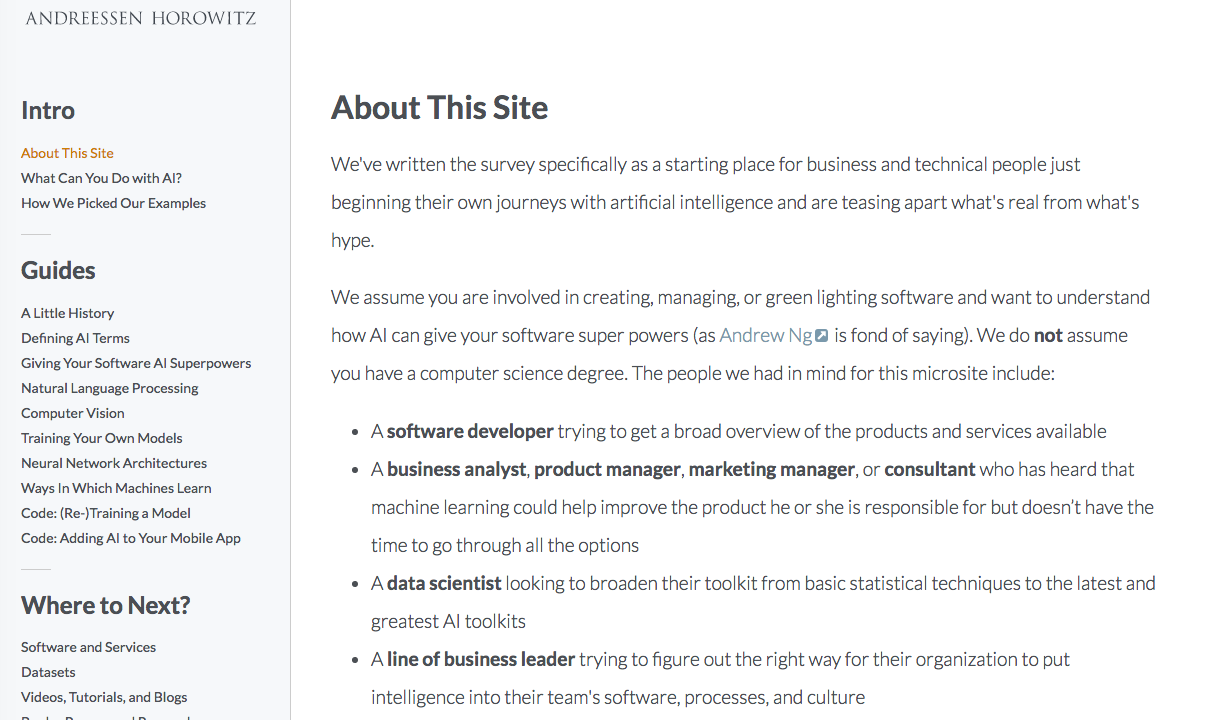 ANDREESSEN HOROWITZ
Intro
About This Site
What Can You Do with AI?
How We Picked Our Examples
Guides
A Little History
Defining AI Terms
Giving Your Software AI Superpowers
Natural Language Processing
Computer Vision
Training Your Own Models
Neural Network Architectures
Ways In Which Machines Learn
Code: (Re-)Training a Model
Code: Adding AI to Your Mobile App
Where to Next?
Software and Services
Datasets
Videos, Tutorials, and Blogs
About This Site
We've written the survey specifically as a starting place for business and technical people just
beginning their own journeys with artificial intelligence and are teasing apart what's real from what's
hype.
We assume you are involved in creating, managing, or green lighting software and want to understand
how AI can give your software super powers (as Andrew Ng is fond of saying). We do not assume
you have a computer science degree. The people we had in mind for this microsite include:
• A software developer trying to get a broad overview of the products and services available
• A business analyst, product manager, marketing manager, or consultant who has heard that
machine learning could help improve the product he or she is responsible for but doesn’t have the
time to go through all the options
• A data scientist looking to broaden their toolkit from basic statistical techniques to the latest and
greatest AI toolkits
• A line of business leader trying to figure out the right way for their organization to put
intelligence into their team's software, processes, and culture